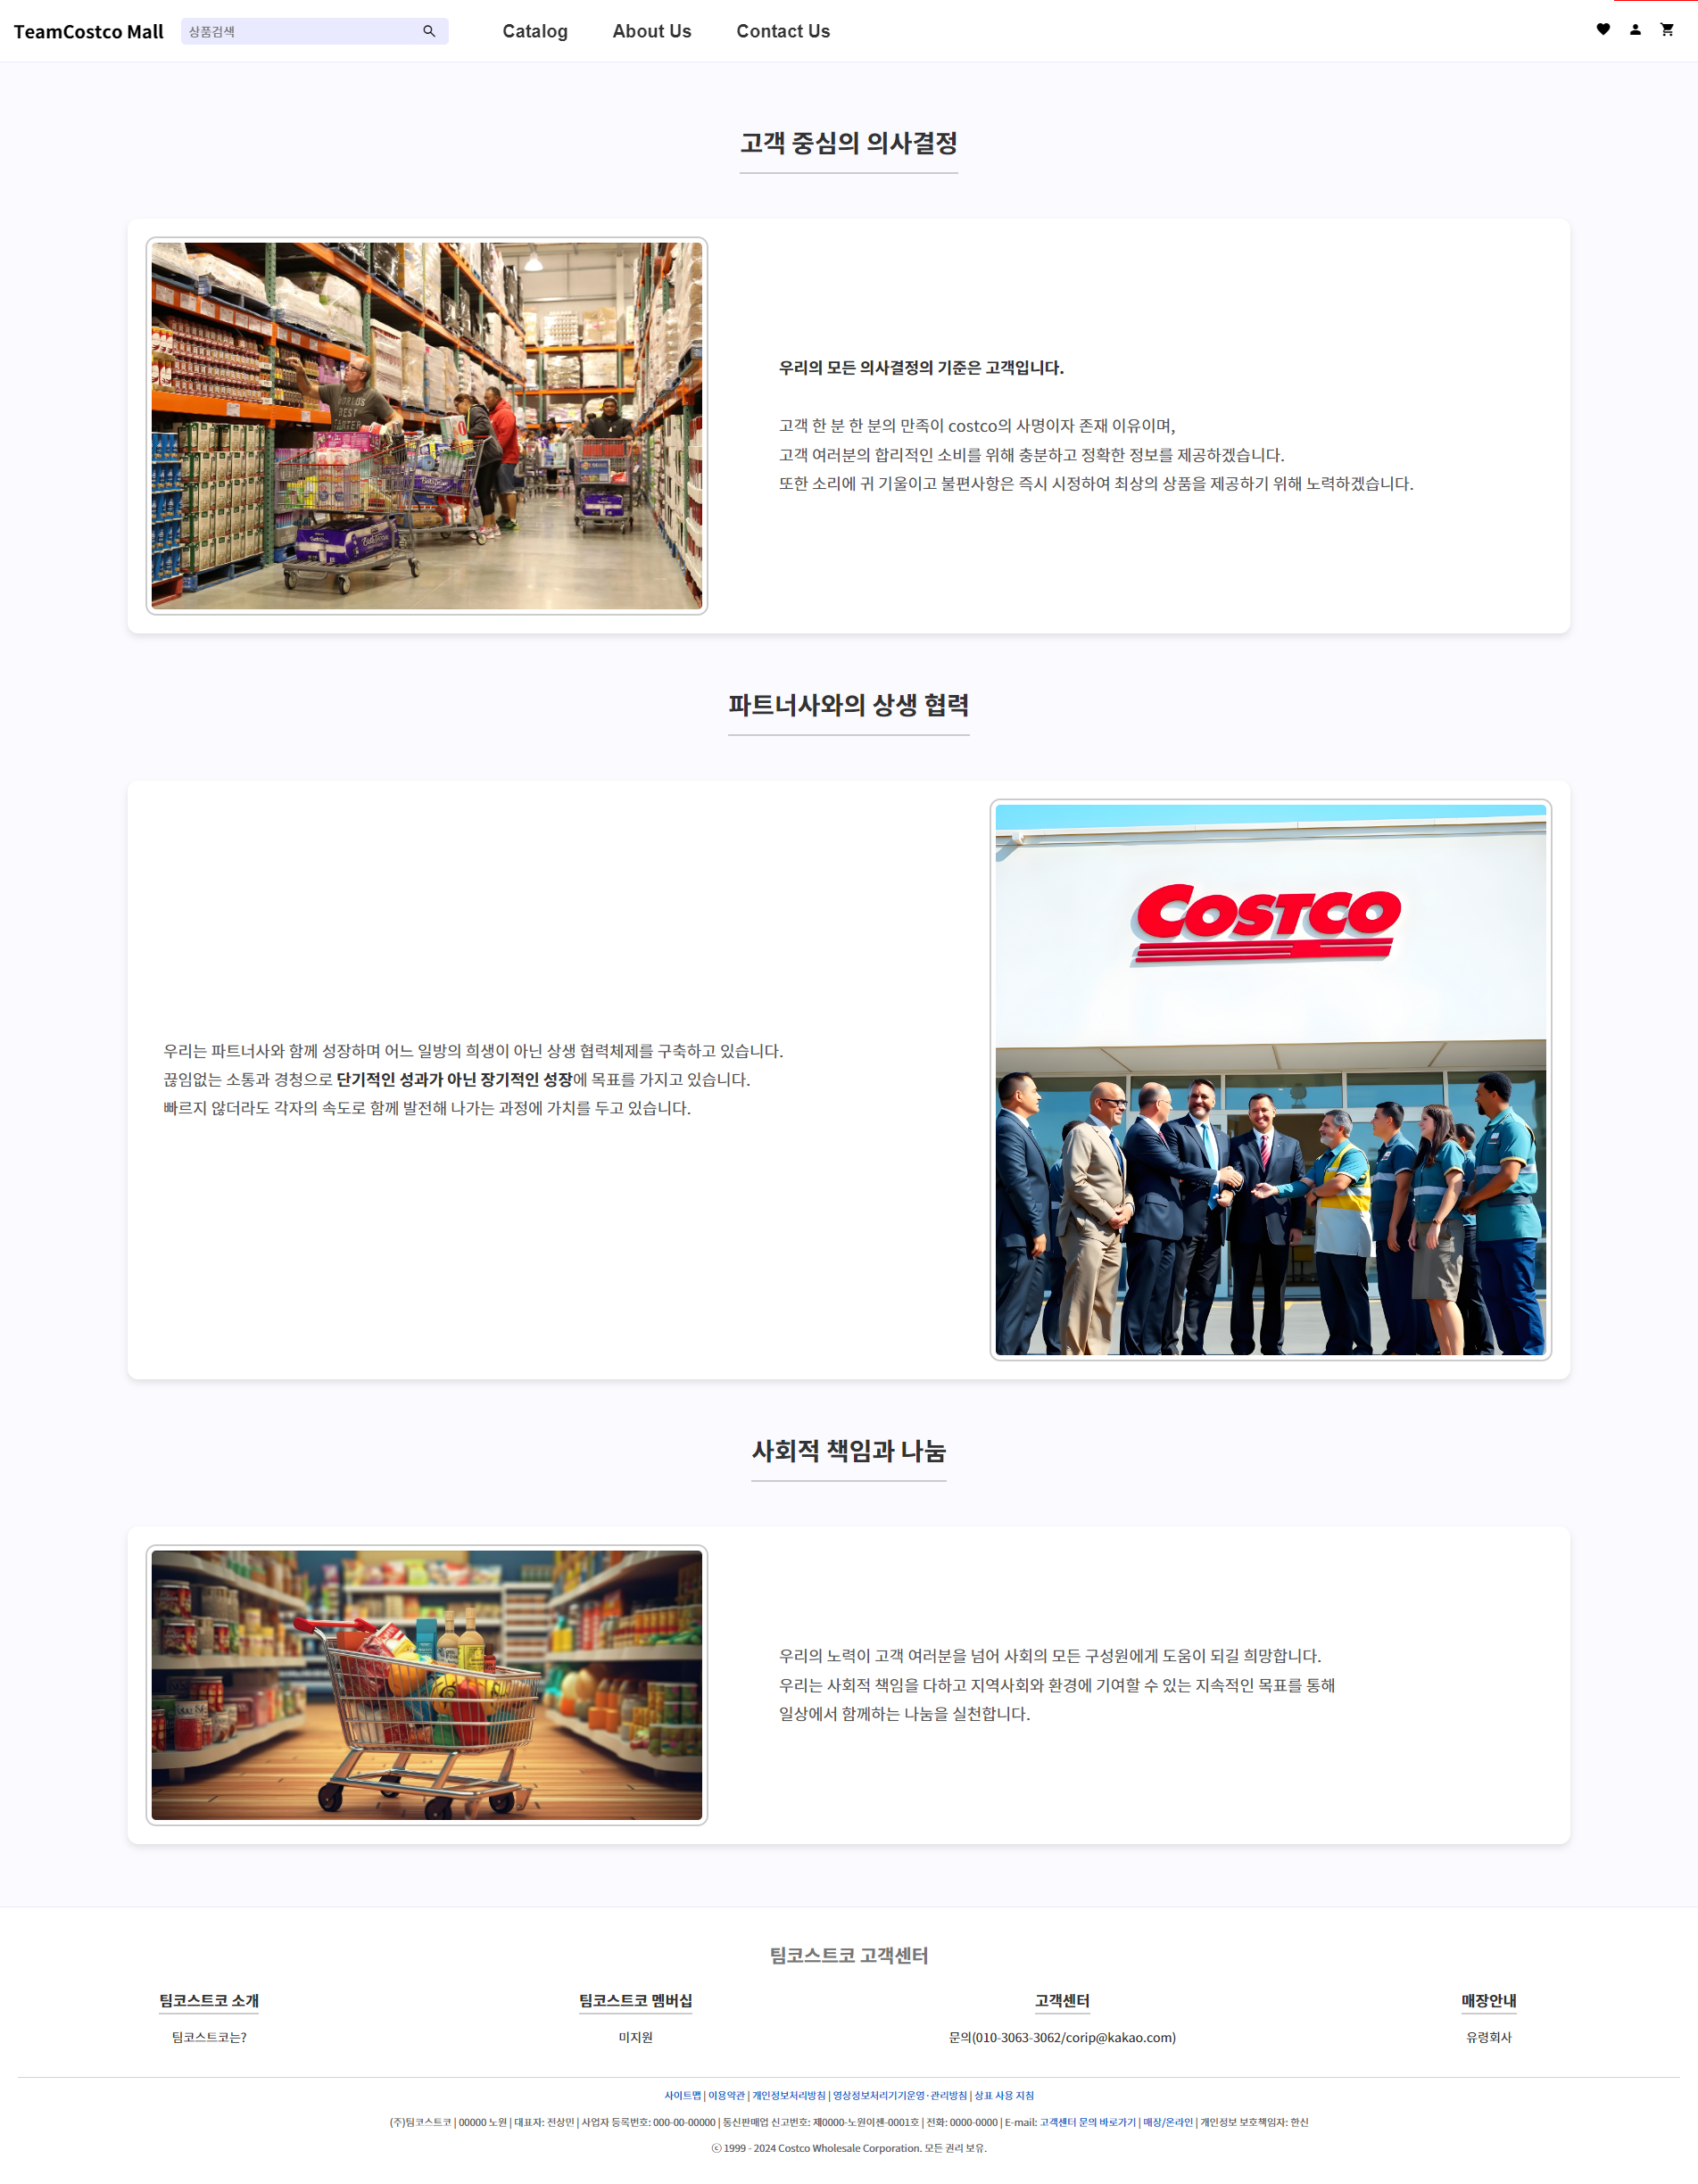 TeamCostco Mall
상품검색
Catalog
About Us
Contact Us
고객 중심의 의사결정
WORLD'S
BEST
우리의 모든 의사결정의 기준은 고객입니다.
고객 한 분 한 분의 만족이 costco의 사명이자 존재 이유이며,
고객 여러분의 합리적인 소비를 위해 충분하고 정확한 정보를 제공하겠습니다.
또한 소리에 귀 기울이고 불편사항은 즉시 시정하여 최상의 상품을 제공하기 위해 노력하겠습니다.
파트너사와의 상생 협력
우리는 파트너사와 함께 성장하며 어느 일방의 희생이 아닌 상생 협력체제를 구축하고 있습니다.
끊임없는 소통과 경청으로 단기적인 성과가 아닌 장기적인 성장에 목표를 가지고 있습니다.
빠르지 않더라도 각자의 속도로 함께 발전해 나가는 과정에 가치를 두고 있습니다.
COSTCO
사회적 책임과 나눔
우리의 노력이 고객 여러분을 넘어 사회의 모든 구성원에게 도움이 되길 희망합니다.
우리는 사회적 책임을 다하고 지역사회와 환경에 기여할 수 있는 지속적인 목표를 통해
일상에서 함께하는 나눔을 실천합니다.
팀코스트코 고객센터
팀코스트코 소개
팀코스트코는?
팀코스트코 멤버십
미지원
고객센터
문의(010-3063-3062/corip@kakao.com)
매장안내
유령회사
사이트맵 | 이용약관 | 개인정보처리방침 | 영상정보처리기기운영·관리방침 | 상표 사용 지침
(주)팀코스트코 | 00000 노원 | 대표자: 전상민 | 사업자 등록번호: 000-00-00000 | 통신판매업 신고번호: 제0000-노원이센-0001호 | 전화: 0000-0000 | E-mail: 고객센터 문의 바로가기 | 매장/온라인 | 개인정보 보호책임자: 한신
ⓒ 1999 - 2024 Costco Wholesale Corporation. 모든 권리 보유.